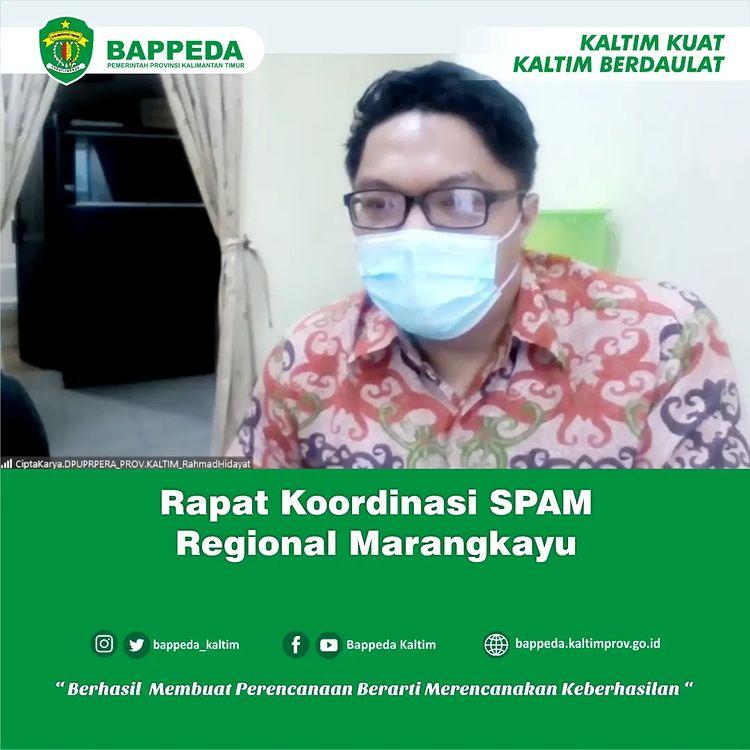 BAPPEDA
PEMERINTAH PROVINSI KALIMANTAN TIMUR
KALTIM KUAT
KALTIM BERDAULAT
CiptaKarya.DPUPRPERA_PROV.KALTIM_RahmadHidayat
Rapat Koordinasi SPAM
Regional Marangkayu
bappeda_kaltim
Bappeda Kaltim
bappeda.kaltimprov.go.id
“ Berhasil Membuat Perencanaan Berarti Merencanakan Keberhasilan “